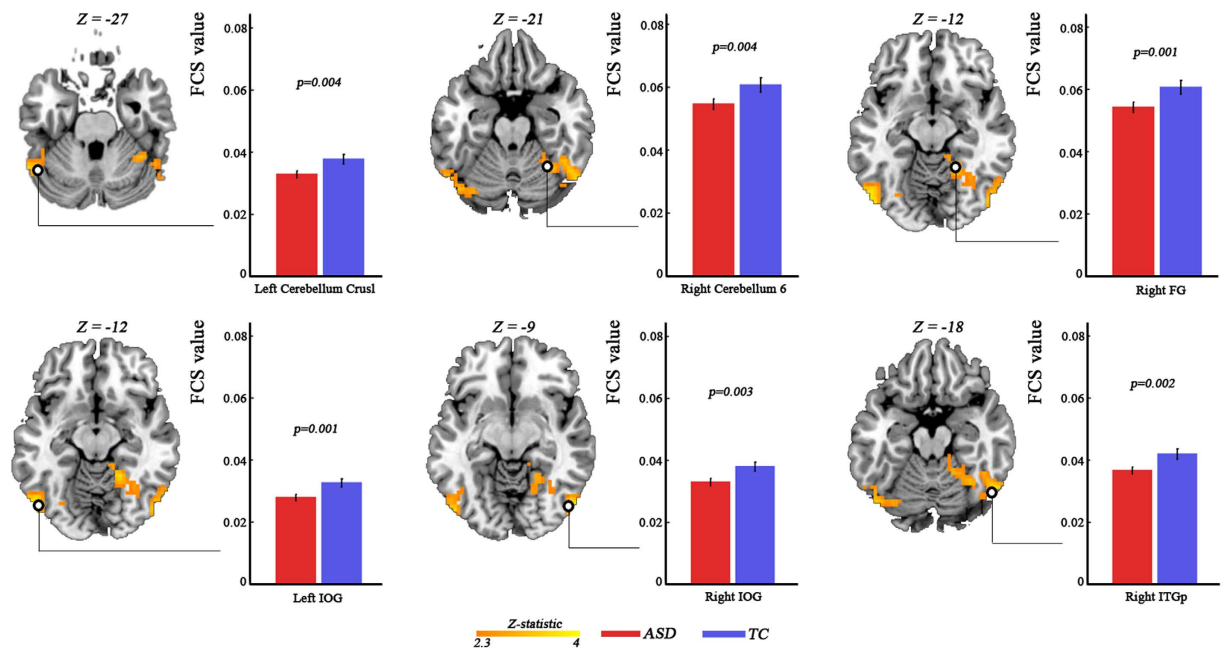 Z = -27
FCS value
0.08
0.06
0.04
0.02
0
p=0.004
Left Cerebellum CrusI
Z = -21
FCS value
0.08
0.06
0.04
0.02
0
p=0.004
Right Cerebellum 6
Z = -12
FCS value
0.08
0.06
0.04
0.02
0
p=0.001
Right FG
Z = -12
FCS value
0.08
0.06
0.04
0.02
0
p=0.001
Left IOG
Z = -9
FCS value
0.08
0.06
0.04
0.02
0
p=0.003
Right IOG
Z = -18
FCS value
0.08
0.06
0.04
0.02
0
p=0.002
Right ITGp
Z-statistic
2.3 4
ASD
TC